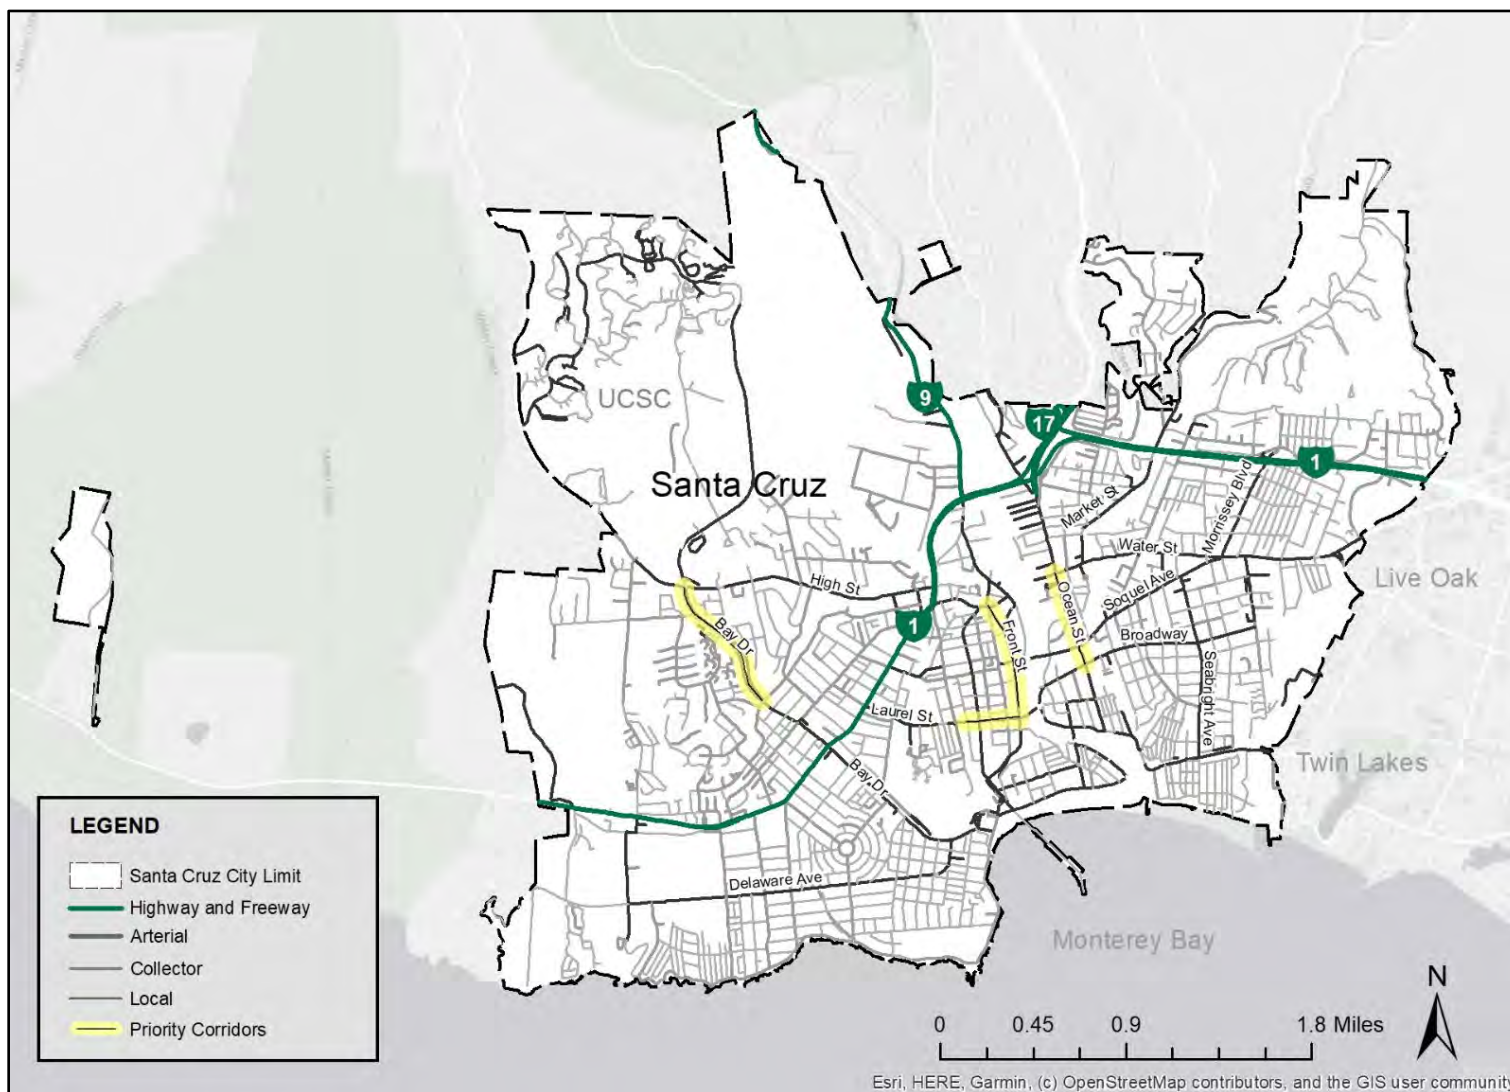 9
17
1
UCSC
Santa Cruz
Market St
Morrissey Blvd
Water St
High St
Soquel Ave
Live Oak
Ocean St
Bay Dr
1
Front St
Broadway
Seabright Ave
Laurel St
Twin Lakes
Bay Dr
Delaware Ave
Monterey Bay
LEGEND
Santa Cruz City Limit
Highway and Freeway
Arterial
Collector
Local
Priority Corridors
N
0 0.45 0.9 1.8 Miles
Esri, HERE, Garmin, (c) OpenStreetMap contributors, and the GIS user community